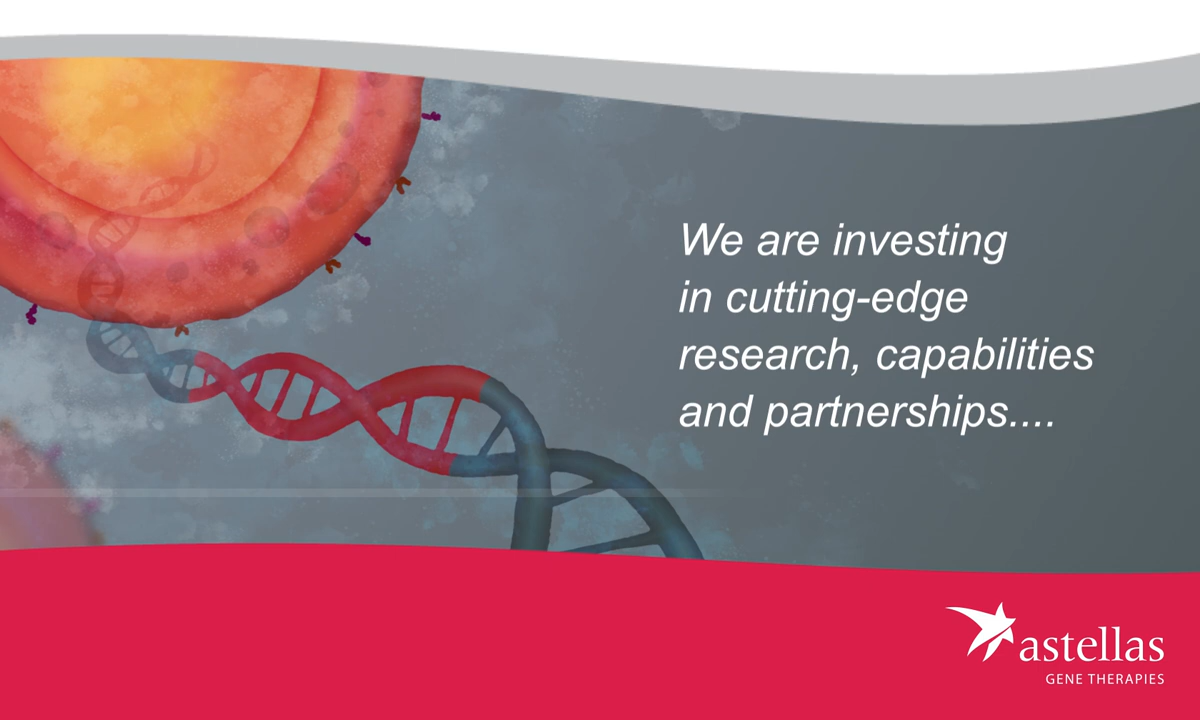 We are investing
in cutting-edge
research, capabilities
and partnerships....
astellas
GENE THERAPIES